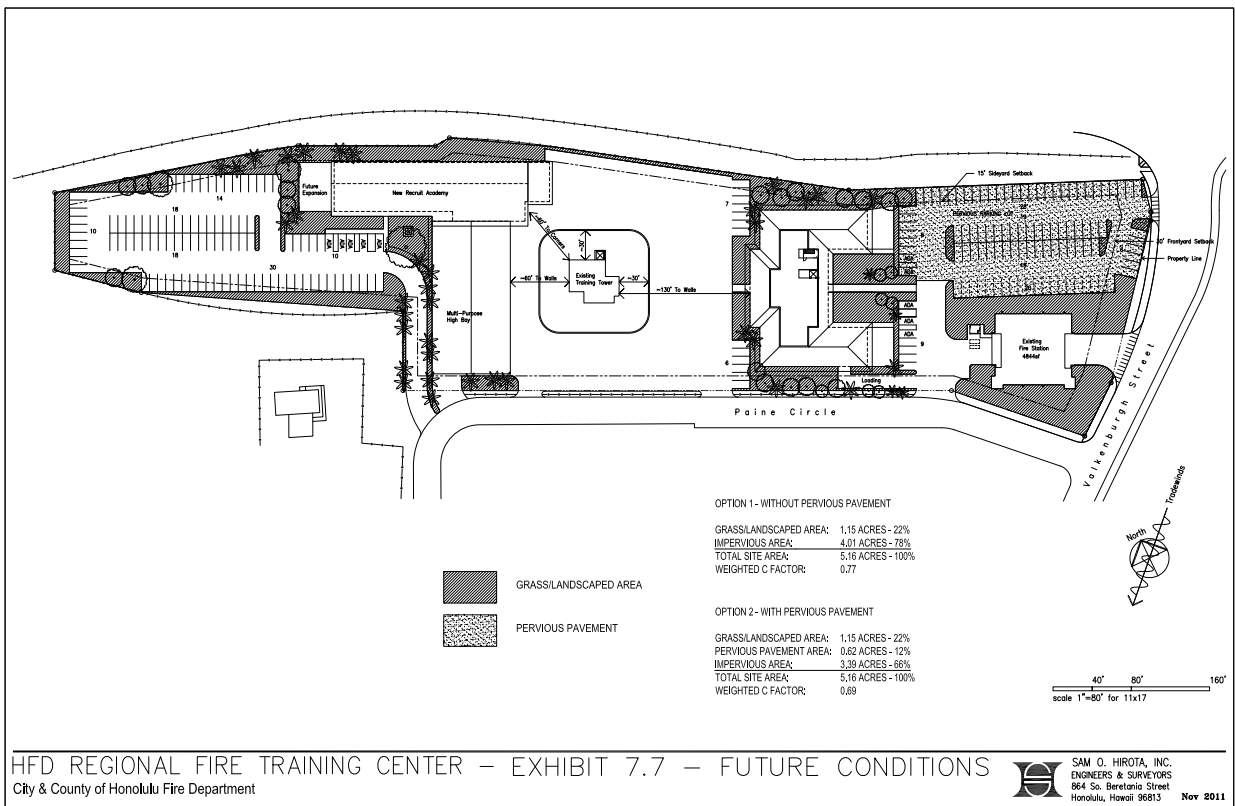 15' Sideyard Setback
Future
Expansion
New Recruit Academy
14
18
7
10
18
10
30
~30'
~60' To Walls
Existing
Training Tower
~30'
~130' To Walls
30' Frontyard Setback
Property Line
ADA
ADA
ADA
ADA
ADA
Multi-Purpose
High Bay
6
9
Existing
Fire Station
4844sf
Loading
Paine Circle
Valkenburgh Street
OPTION 1 - WITHOUT PERVIOUS PAVEMENT
GRASS/LANDSCAPED AREA: 1.15 ACRES - 22%
IMPERVIOUS AREA: 4.01 ACRES - 78%
TOTAL SITE AREA: 5.16 ACRES - 100%
WEIGHTED C FACTOR: 0.77
GRASS/LANDSCAPED AREA
PERVIOUS PAVEMENT
OPTION 2 - WITH PERVIOUS PAVEMENT
GRASS/LANDSCAPED AREA: 1.15 ACRES - 22%
PERVIOUS PAVEMENT AREA: 0.62 ACRES - 12%
IMPERVIOUS AREA: 3.39 ACRES - 66%
TOTAL SITE AREA: 5.16 ACRES - 100%
WEIGHTED C FACTOR: 0.69
Tradewinds
North
40' 80' 160'
scale 1"=80' for 11x17
HFD REGIONAL FIRE TRAINING CENTER - EXHIBIT 7.7 - FUTURE CONDITIONS
City & County of Honolulu Fire Department
SAM O. HIROTA, INC.
ENGINEERS & SURVEYORS
864 So. Beretania Street
Honolulu, Hawaii 96813
Nov 2011